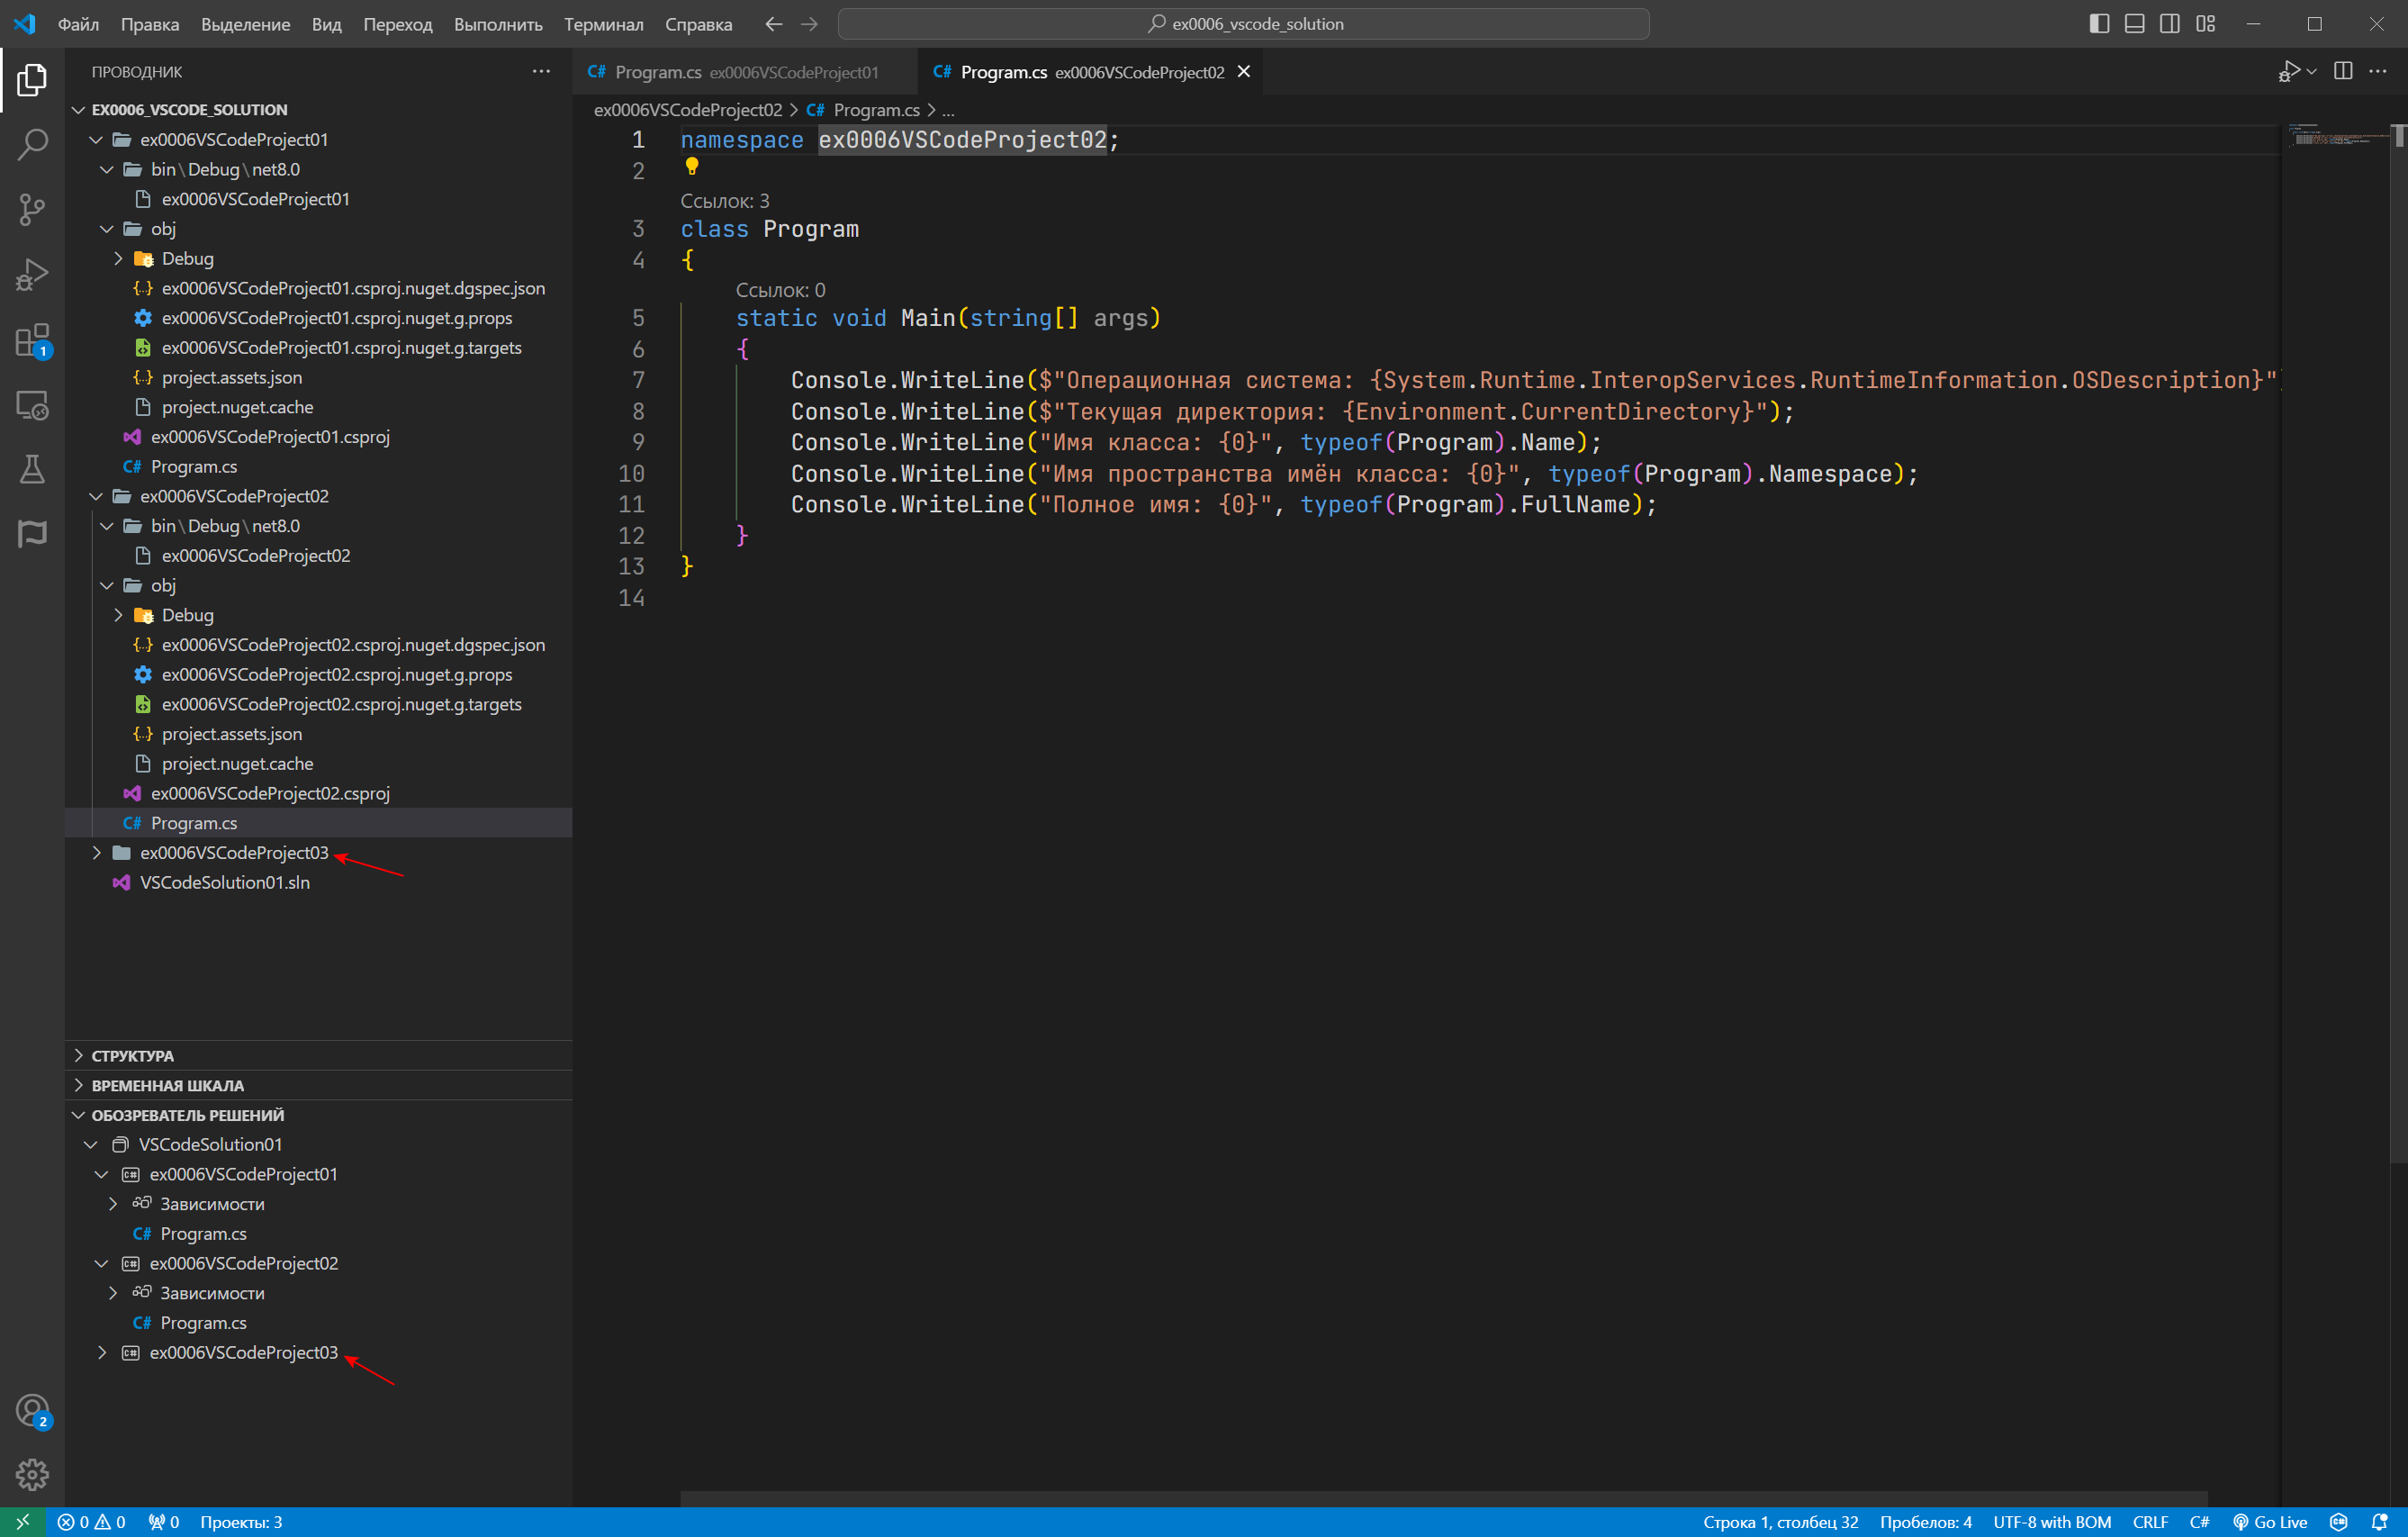 Файл Правка Выделение Вид Переход Выполнить Терминал Справка
ex0006_vscode_solution
ПРОВОДНИК
EX0006_VSCODE_SOLUTION
ex0006VSCodeProject01
bin\Debug\net8.0
ex0006VSCodeProject01
obj
Debug
ex0006VSCodeProject01.csproj.nuget.dgspec.json
ex0006VSCodeProject01.csproj.nuget.g.props
ex0006VSCodeProject01.csproj.nuget.g.targets
project.assets.json
project.nuget.cache
ex0006VSCodeProject01.csproj
C# Program.cs
ex0006VSCodeProject02
bin\Debug\net8.0
ex0006VSCodeProject02
obj
Debug
ex0006VSCodeProject02.csproj.nuget.dgspec.json
ex0006VSCodeProject02.csproj.nuget.g.props
ex0006VSCodeProject02.csproj.nuget.g.targets
project.assets.json
project.nuget.cache
ex0006VSCodeProject02.csproj
C# Program.cs
ex0006VSCodeProject03
VSCodeSolution01.sln
СТРУКТУРА
ВРЕМЕННАЯ ШКАЛА
ОБОЗРЕВАТЕЛЬ РЕШЕНИЙ
VSCodeSolution01
ex0006VSCodeProject01
Зависимости
C# Program.cs
ex0006VSCodeProject02
Зависимости
C# Program.cs
ex0006VSCodeProject03
1
2
C# Program.cs ex0006VSCodeProject01
C# Program.cs ex0006VSCodeProject02
ex0006VSCodeProject02 > C# Program.cs > ...
1 namespace ex0006VSCodeProject02;
2
Ссылок: 3
3 class Program
4 {
Ссылок: 0
5 static void Main(string[] args)
6 {
7 Console.WriteLine($"Операционная система: {System.Runtime.InteropServices.RuntimeInformation.OSDescription}"
8 Console.WriteLine($"Текущая директория: {Environment.CurrentDirectory}");
9 Console.WriteLine("Имя класса: {0}", typeof(Program).Name);
10 Console.WriteLine("Имя пространства имён класса: {0}", typeof(Program).Namespace);
11 Console.WriteLine("Полное имя: {0}", typeof(Program).FullName);
12 }
13 }
14
0 0 0 Проекты: 3
Строка 1, столбец 32 Пробелов: 4 UTF-8 with BOM CRLF C# Go Live